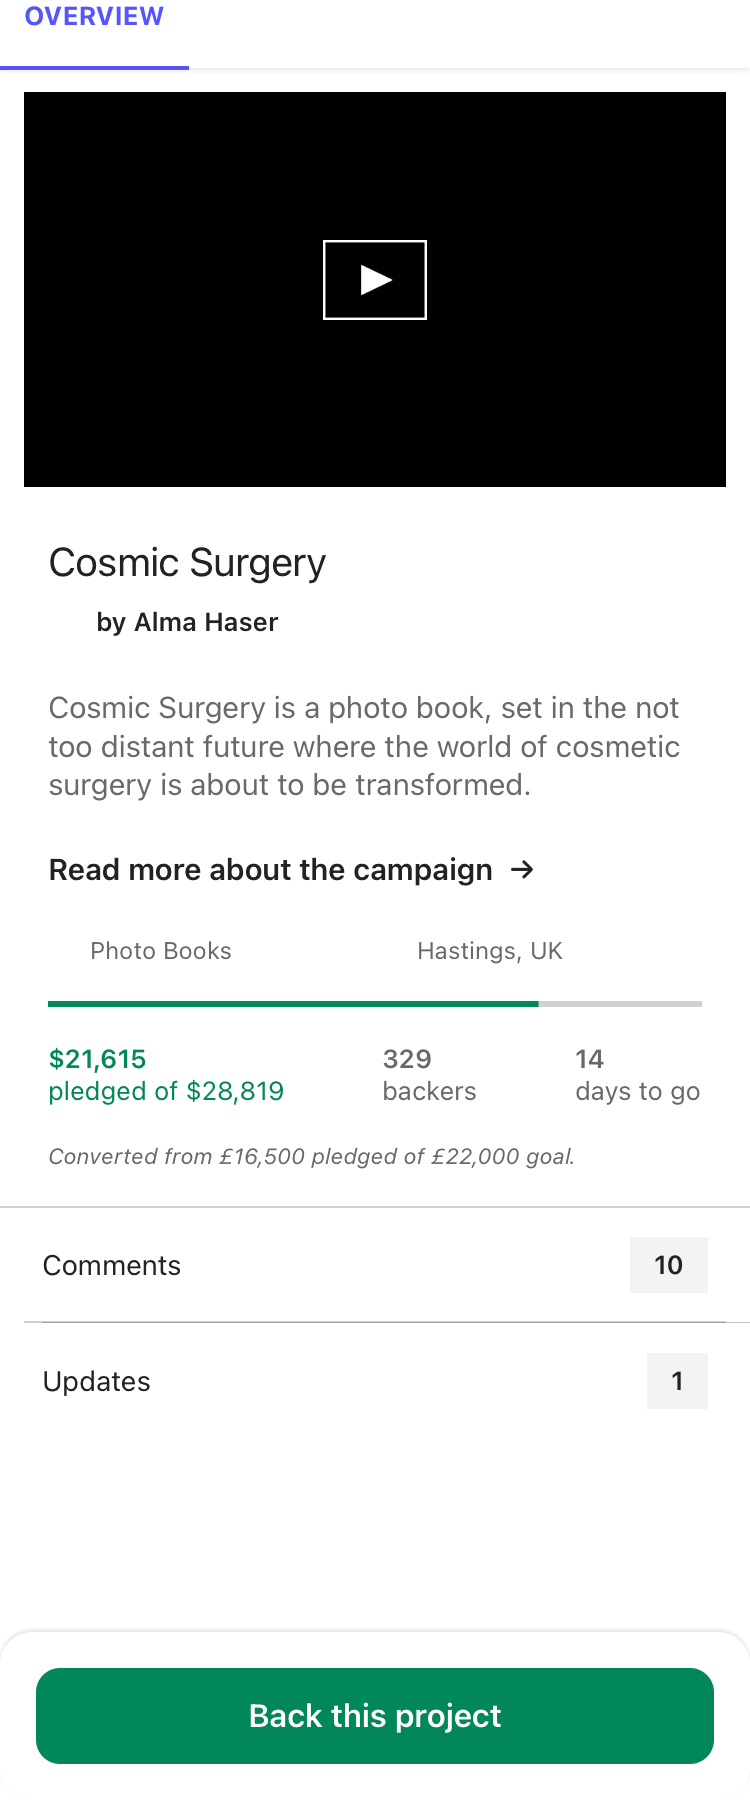 OVERVIEW
Cosmic Surgery
by Alma Haser
Cosmic Surgery is a photo book, set in the not
too distant future where the world of cosmetic
surgery is about to be transformed.
Read more about the campaign →
Photo Books
Hastings, UK
$21,615
pledged of $28,819
329
backers
14
days to go
Converted from £16,500 pledged of £22,000 goal.
Comments
10
Updates
1
Back this project